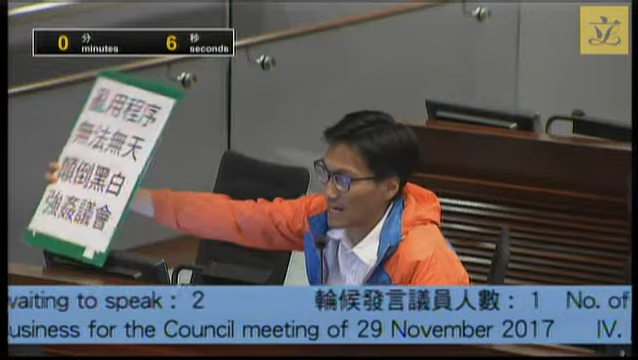 0 分 minutes 6 秒 seconds
立
亂用程序
無法無天
顛倒黑白
強姦議會
waiting to speak : 2 輪候發言議員人數 : 1 No. of
usiness for the Council meeting of 29 November 2017 IV.